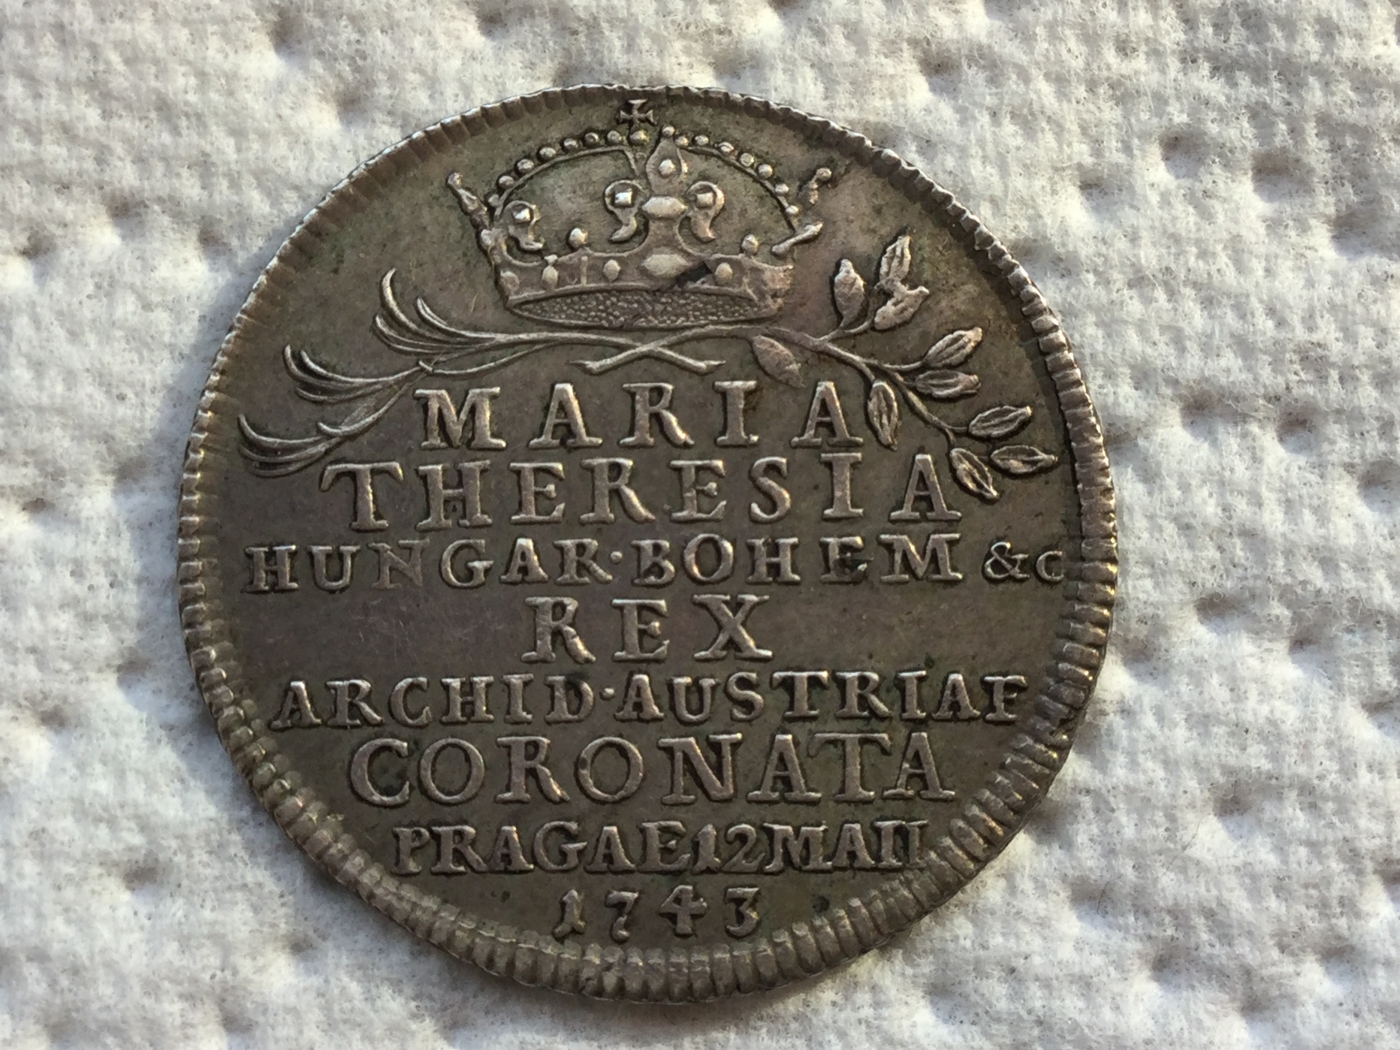 MARIA
THERESIA
HUNGAR·BOHEM &c
REX
ARCHID·AUSTRIAE
CORONATA
PRAGAE 12 MAII
1743